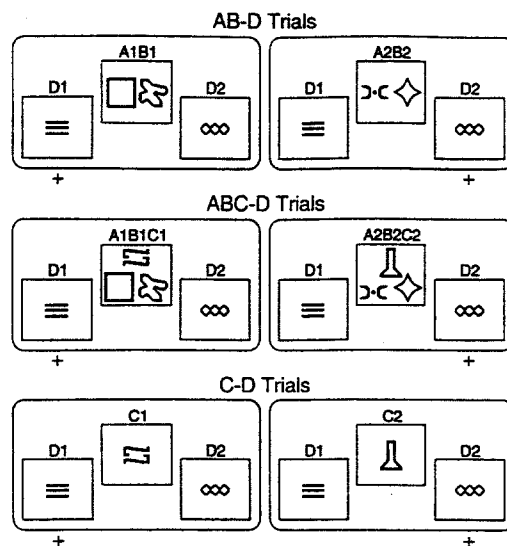 AB-D Trials
A1B1 A2B2
D1 D2 D1 D2
+ +
ABC-D Trials
A1B1C1 A2B2C2
D1 D2 D1 D2
+ +
C-D Trials
C1 C2
D1 D2 D1 D2
+ +